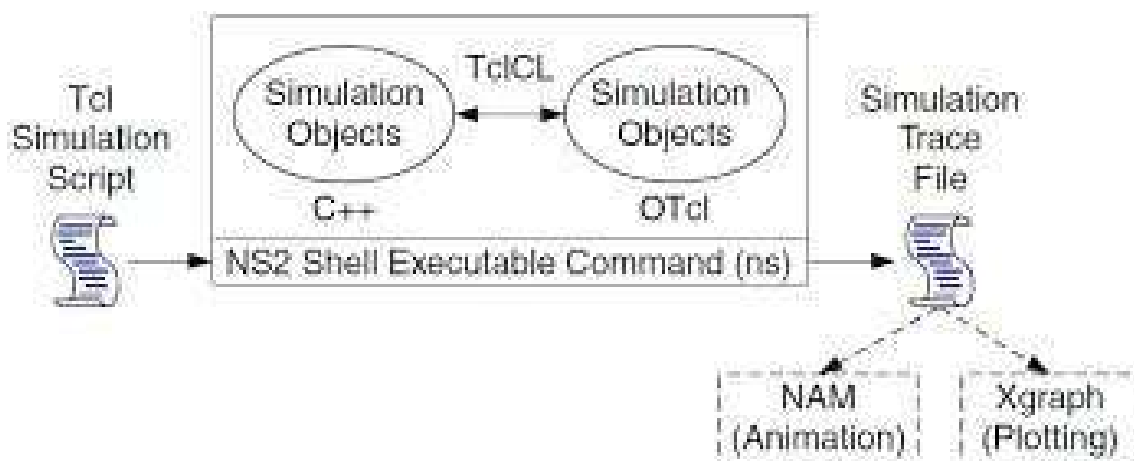 Tcl
Simulation
Script
Simulation
Objects
C++
TclCL
Simulation
Objects
OTcl
NS2 Shell Executable Command (ns)
Simulation
Trace
File
NAM
(Animation)
Xgraph
(Plotting)